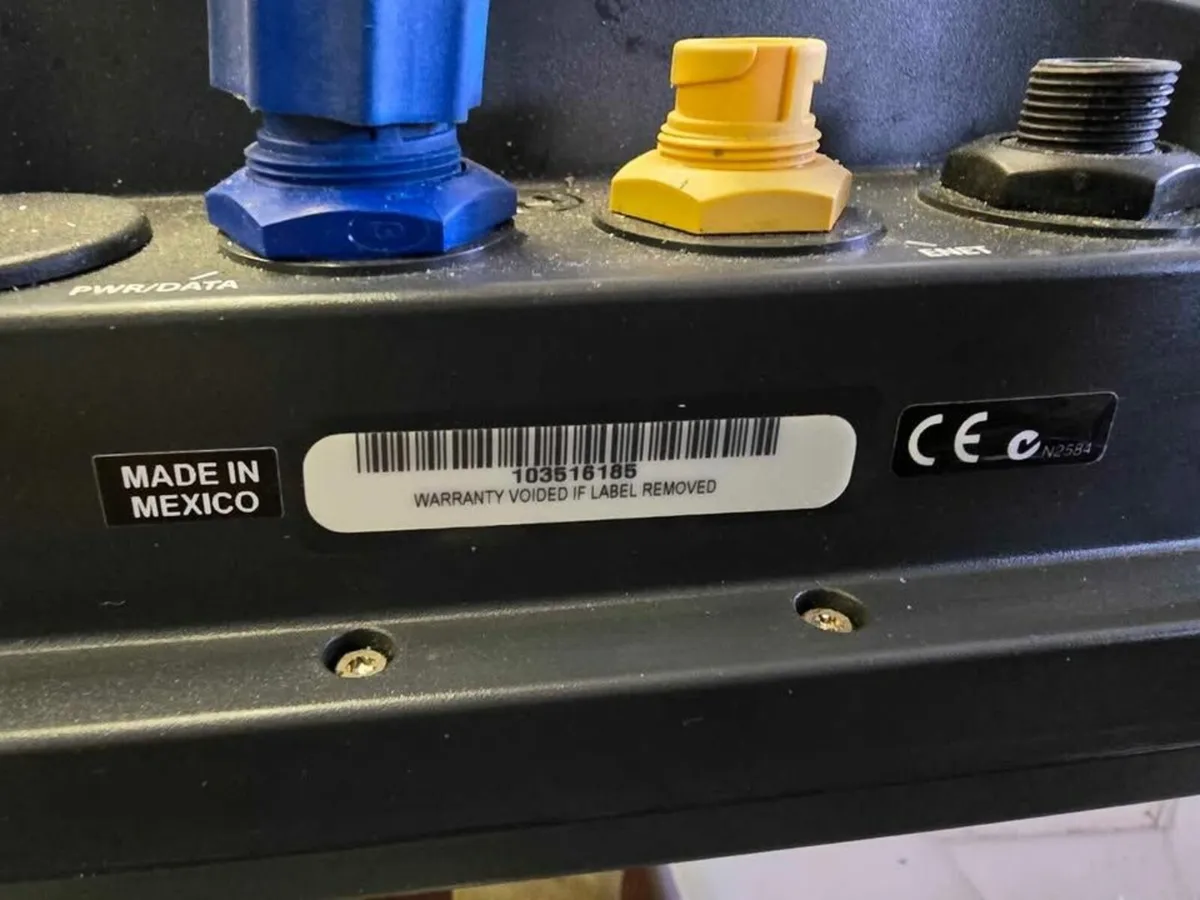 PWR/DATA
ENET
MADE IN
MEXICO
103516185
WARRANTY VOIDED IF LABEL REMOVED
CE
N2584